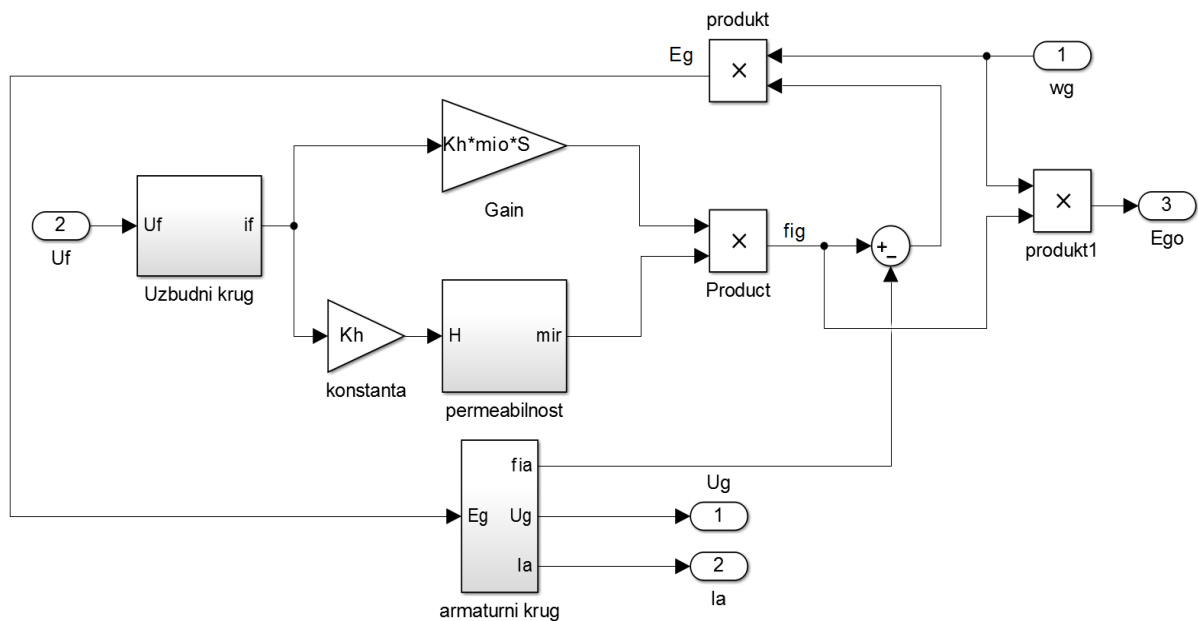 produkt
Eg
×
1
wg
Kh*mio*S
Gain
2
Uf
Uf
if
Uzbudni krug
×
produkt1
3
Ego
×
fig
Product
+
−
Kh
konstanta
H
mir
permeabilnost
fia
Eg
Ug
Ia
armaturni krug
Ug
1
2
Ia